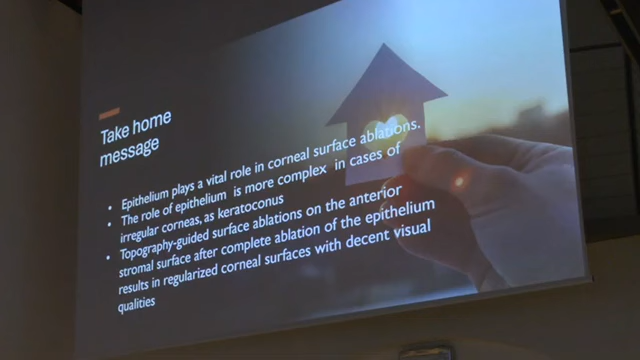 Take home
message
• Epithelium plays a vital role in corneal surface ablations.
• The role of epithelium is more complex in cases of
irregular corneas, as keratoconus
• Topography-guided surface ablations on the anterior
stromal surface after complete ablation of the epithelium
results in regularized corneal surfaces with decent visual
qualities